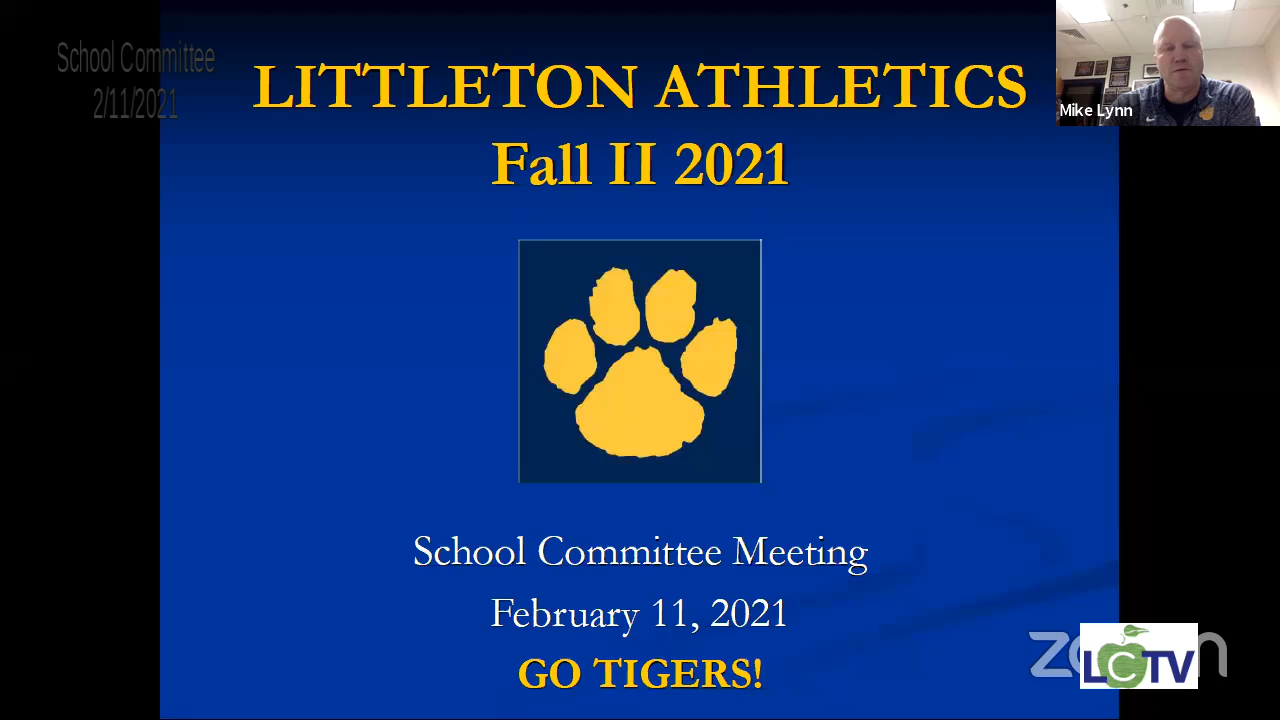 School Committee
2/11/2021
LITTLETON ATHLETICS
Fall II 2021
Mike Lynn
School Committee Meeting
February 11, 2021
GO TIGERS!
zoom
LCTV